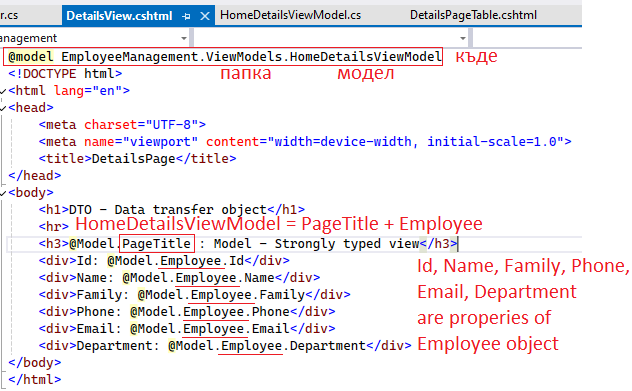 r.cs DetailsView.cshtml HomeDetailsViewModel.cs DetailsPageTable.cshtml
anagement
@model EmployeeManagement.ViewModels.HomeDetailsViewModel къде
<!DOCTYPE html> папка модел
<html lang="en">
<head>
<meta charset="UTF-8">
<meta name="viewport" content="width=device-width, initial-scale=1.0">
<title>DetailsPage</title>
</head>
<body>
<h1>DTO - Data transfer object</h1>
<hr> HomeDetailsViewModel = PageTitle + Employee
<h3>@Model.PageTitle : Model - Strongly typed view</h3>
<div>Id: @Model.Employee.Id</div> Id, Name, Family, Phone,
<div>Name: @Model.Employee.Name</div> Email, Department
<div>Family: @Model.Employee.Family</div> are properies of
<div>Phone: @Model.Employee.Phone</div> Employee object
<div>Email: @Model.Employee.Email</div>
<div>Department: @Model.Employee.Department</div>
</body>
</html>